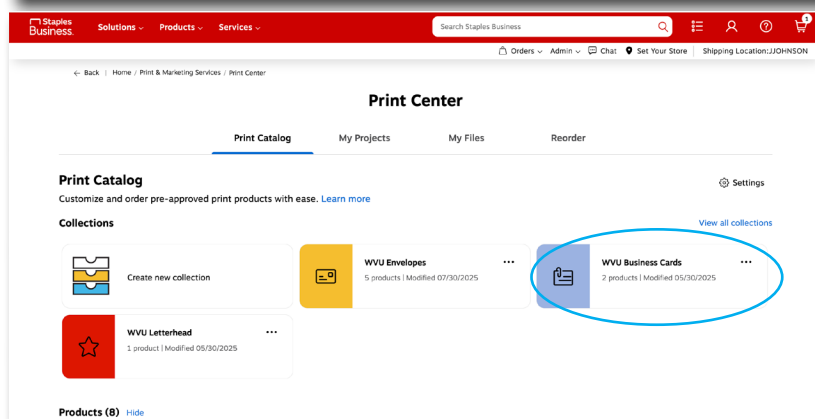 Staples Business. Solutions Products Services Search Staples Business 1
Orders Admin Chat Set Your Store Shipping Location:JJOHNSON
← Back | Home / Print & Marketing Services / Print Center
Print Center
Print Catalog My Projects My Files Reorder
Print Catalog Settings
Customize and order pre-approved print products with ease. Learn more
Collections View all collections
Create new collection
WVU Envelopes ...
5 products | Modified 07/30/2025
WVU Business Cards ...
2 products | Modified 05/30/2025
WVU Letterhead ...
1 product | Modified 05/30/2025
Products (8) Hide